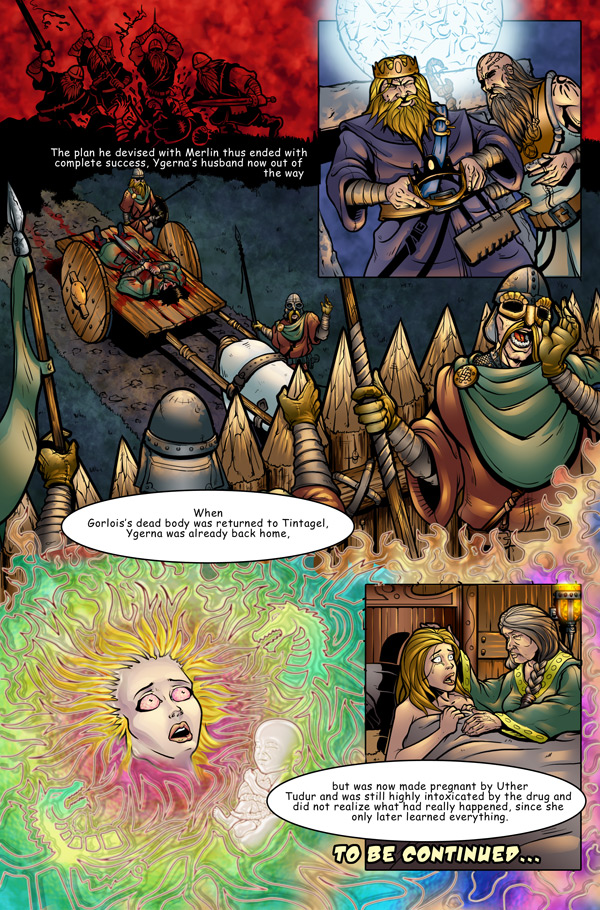 The plan he devised with Merlin thus ended with
complete success, Ygerna's husband now out of
the way
When
Gorlois's dead body was returned to Tintagel,
Ygerna was already back home,
but was now made pregnant by Uther
Tudur and was still highly intoxicated by the drug and
did not realize what had really happened, since she
only later learned everything.
TO BE CONTINUED...